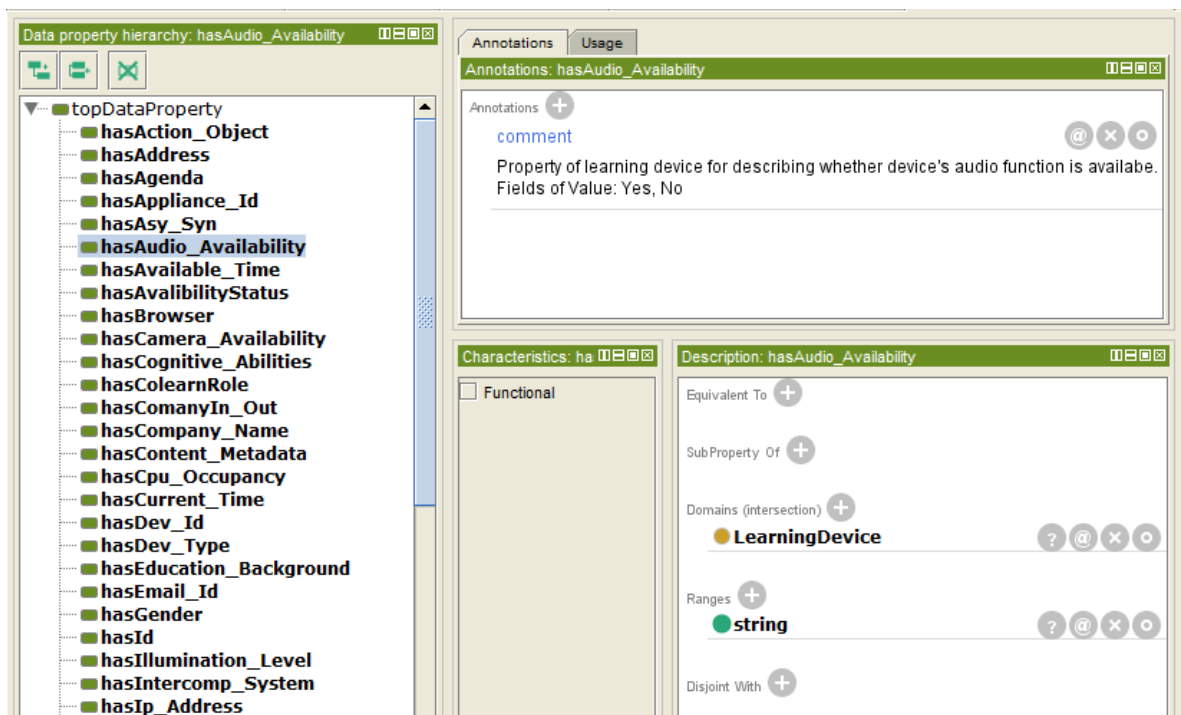 Data property hierarchy: hasAudio_Availability
topDataProperty
hasAction_Object
hasAddress
hasAgenda
hasAppliance_Id
hasAsy_Syn
hasAudio_Availability
hasAvailable_Time
hasAvalibilityStatus
hasBrowser
hasCamera_Availability
hasCognitive_Abilities
hasColearnRole
hasComanyIn_Out
hasCompany_Name
hasContent_Metadata
hasCpu_Occupancy
hasCurrent_Time
hasDev_Id
hasDev_Type
hasEducation_Background
hasEmail_Id
hasGender
hasId
hasIllumination_Level
hasIntercomp_System
hasIp_Address
Annotations Usage
Annotations: hasAudio_Availability
Annotations
comment
Property of learning device for describing whether device's audio function is availabe.
Fields of Value: Yes, No
Characteristics: ha
Functional
Description: hasAudio_Availability
Equivalent To
SubProperty Of
Domains (intersection)
LearningDevice
Ranges
string
Disjoint With